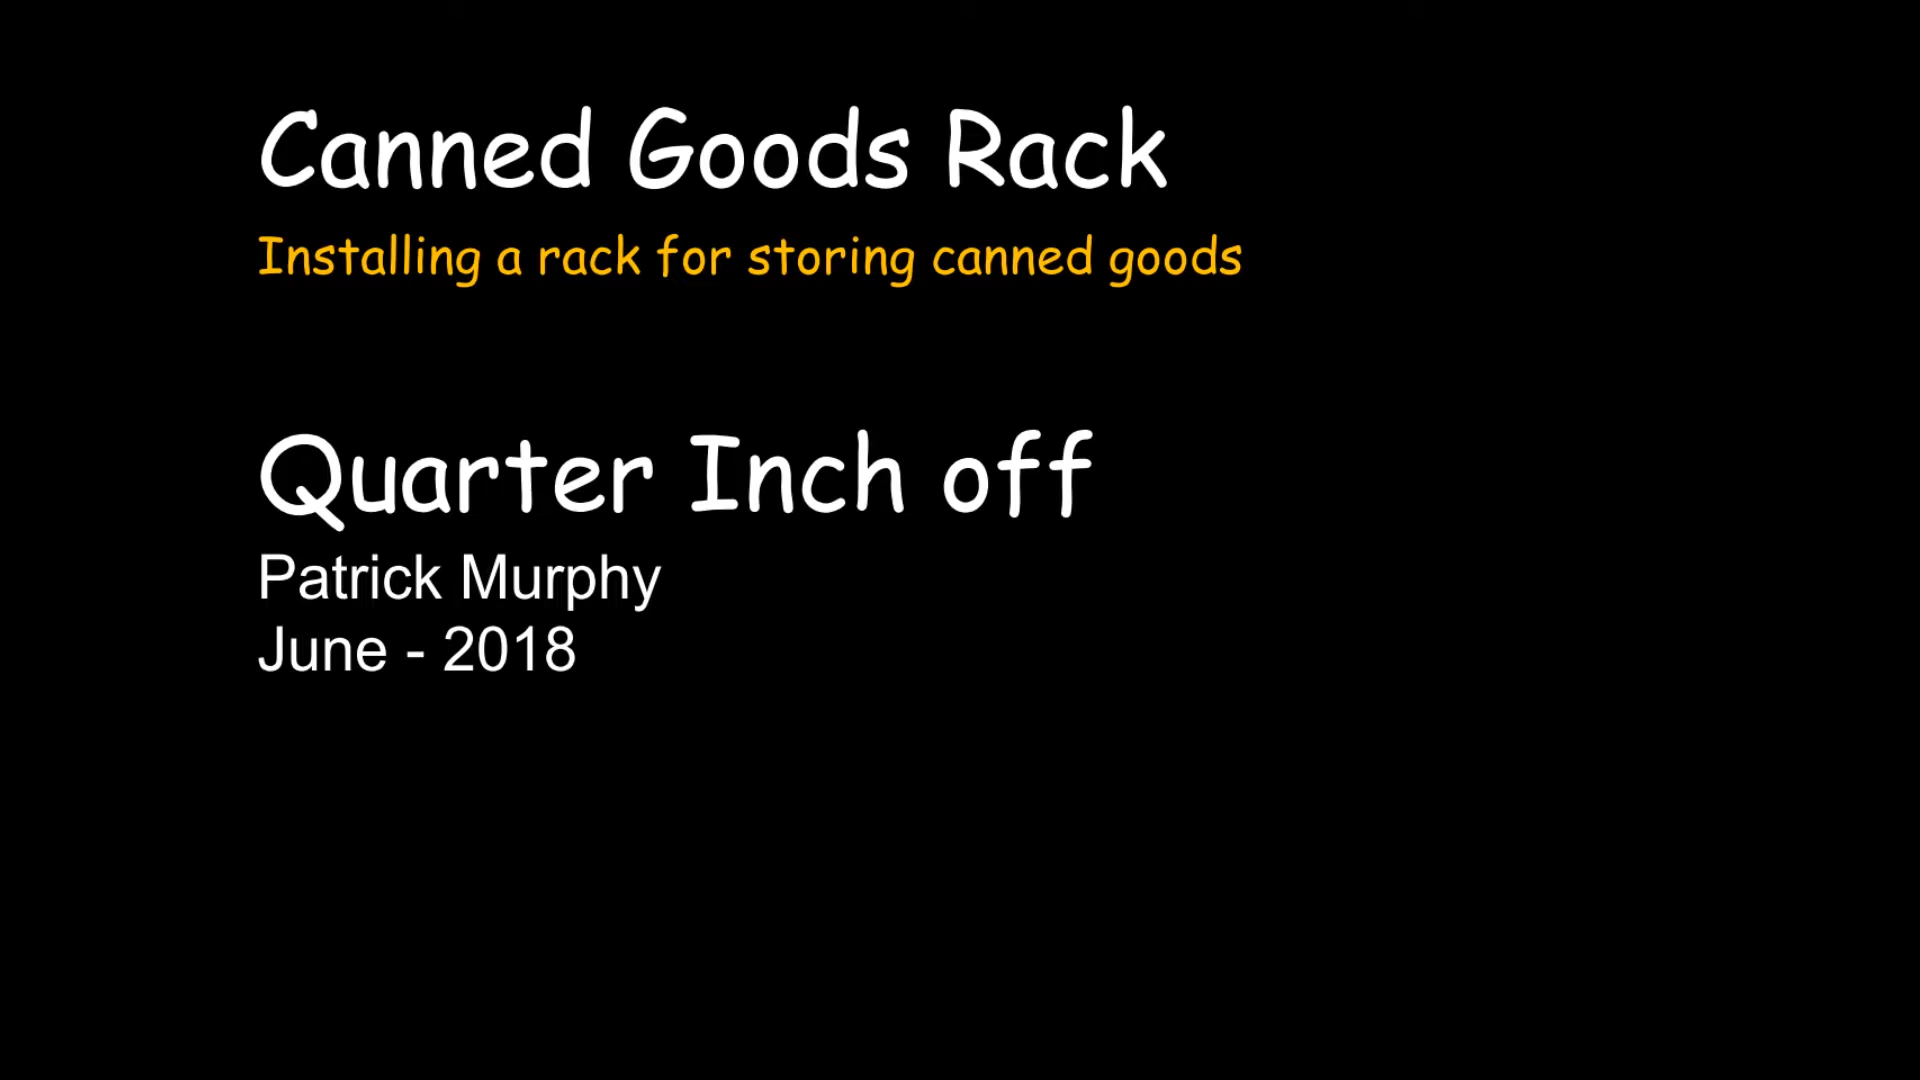 Canned Goods Rack
Installing a rack for storing canned goods
Quarter Inch off
Patrick Murphy
June - 2018